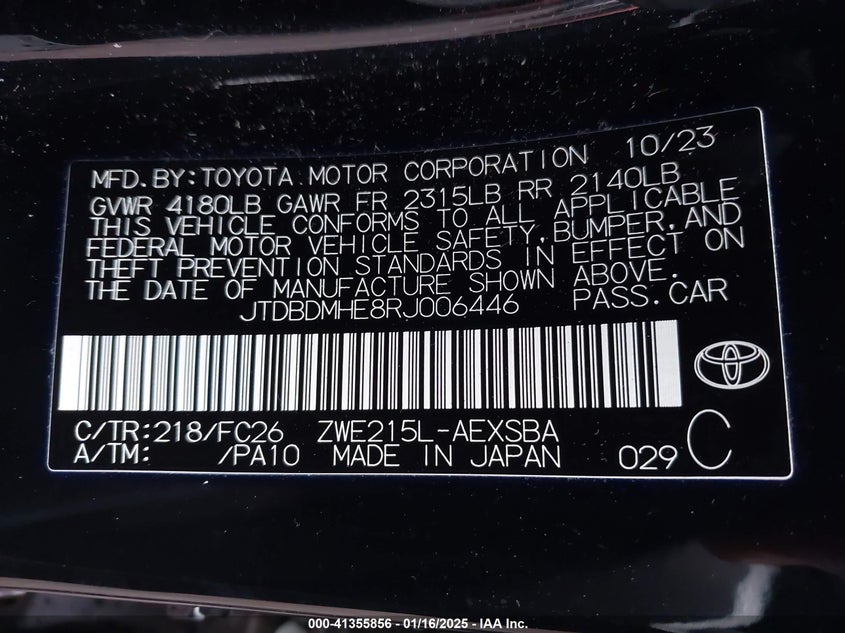 MFD. BY: TOYOTA MOTOR CORPORATION 10/23
GVWR 4180LB GAWR FR 2315LB RR 2140LB
THIS VEHICLE CONFORMS TO ALL APPLICABLE
FEDERAL MOTOR VEHICLE SAFETY, BUMPER, AND
THEFT PREVENTION STANDARDS IN EFFECT ON
THE DATE OF MANUFACTURE SHOWN ABOVE.
JTDBDMHE8RJ006446 PASS. CAR
C/TR: 218/FC26 ZWE215L-AEXSBA
A/TM: /PA10 MADE IN JAPAN 029 C
000-41355856 - 01/16/2025 - IAA Inc.